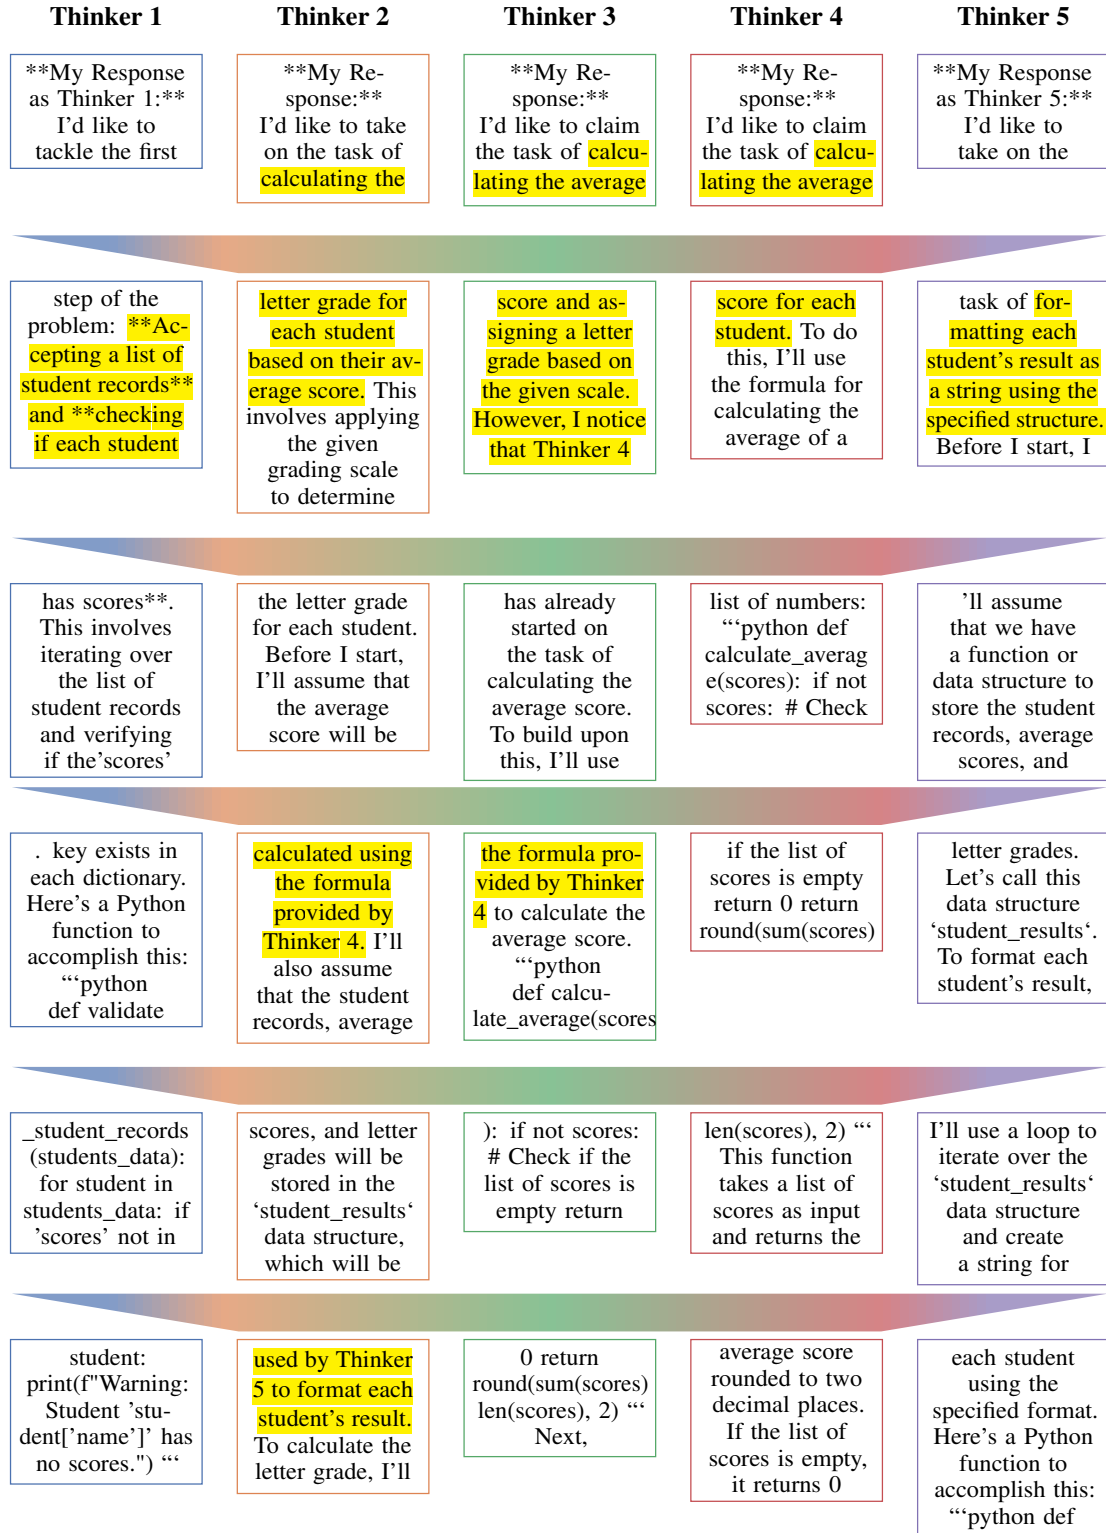 Thinker 1
Thinker 2
Thinker 3
Thinker 4
Thinker 5
**My Response
as Thinker 1:**
I'd like to
tackle the first
**My Re-
sponse:**
I'd like to take
on the task of
calculating the
**My Re-
sponse:**
I'd like to claim
the task of calcu-
lating the average
**My Re-
sponse:**
I'd like to claim
the task of calcu-
lating the average
**My Response
as Thinker 5:**
I'd like to
take on the
step of the
problem: **Ac-
cepting a list of
student records**
and **checking
if each student
letter grade for
each student
based on their av-
erage score. This
involves applying
the given
grading scale
to determine
score and as-
signing a letter
grade based on
the given scale.
However, I notice
that Thinker 4
score for each
student. To do
this, I'll use
the formula for
calculating the
average of a
task of for-
matting each
student's result as
a string using the
specified structure.
Before I start, I
has scores**.
This involves
iterating over
the list of
student records
and verifying
if the'scores'
the letter grade
for each student.
Before I start,
I'll assume that
the average
score will be
has already
started on
the task of
calculating the
average score.
To build upon
this, I'll use
list of numbers:
“‘python def
calculate_averag
e(scores): if not
scores: # Check
'll assume
that we have
a function or
data structure to
store the student
records, average
scores, and
. key exists in
each dictionary.
Here's a Python
function to
accomplish this:
“‘python
def validate
calculated using
the formula
provided by
Thinker 4. I'll
also assume
that the student
records, average
the formula pro-
vided by Thinker
4 to calculate the
average score.
“‘python
def calcu-
late_average(scores
if the list of
scores is empty
return 0 return
round(sum(scores)
letter grades.
Let's call this
data structure
‘student_results‘.
To format each
student's result,
_student_records
(students_data):
for student in
students_data: if
'scores' not in
scores, and letter
grades will be
stored in the
‘student_results‘
data structure,
which will be
): if not scores:
# Check if the
list of scores is
empty return
len(scores), 2) “‘
This function
takes a list of
scores as input
and returns the
I'll use a loop to
iterate over the
‘student_results‘
data structure
and create
a string for
student:
print(f"Warning:
Student 'stu-
dent['name']' has
no scores.") “‘
used by Thinker
5 to format each
student's result.
To calculate the
letter grade, I'll
0 return
round(sum(scores)
len(scores), 2) “‘
Next,
average score
rounded to two
decimal places.
If the list of
scores is empty,
it returns 0
each student
using the
specified format.
Here's a Python
function to
accomplish this:
“‘python def